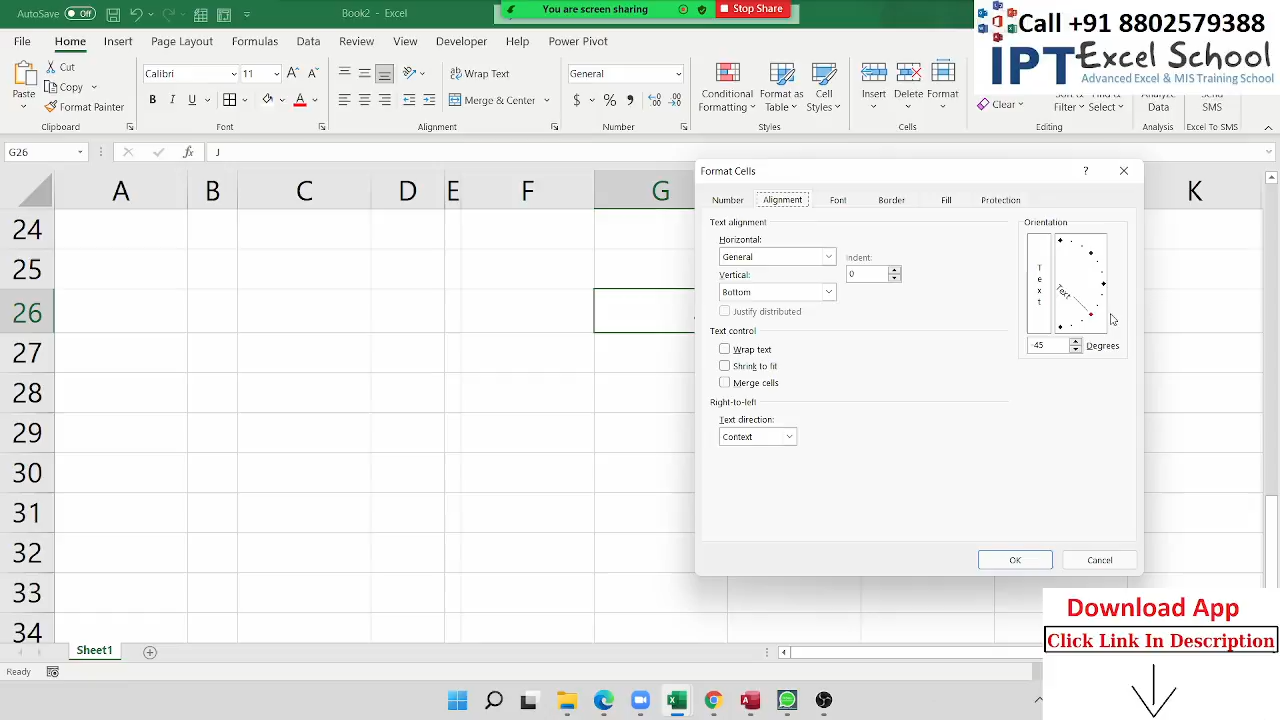 AutoSave Off Book2 - Excel You are screen sharing Stop Share
Call +91 8802579388
IPT Excel School
Advanced Excel & MIS Training School
File Home Insert Page Layout Formulas Data Review View Developer Help Power Pivot
Paste Cut Copy Format Painter
Calibri 11
B I U
Wrap Text
Merge & Center
General
$ % ,
Conditional Formatting
Format as Table
Cell Styles
Insert Delete Format
Clear
Sort & Find &
Filter Select
Analyze
Data
Send
SMS
Clipboard Font Alignment Number Styles Cells Editing Analysis Excel To SMS
G26 fx J
A B C D E F G K
24
25
26
27
28
29
30
31
32
33
34
Format Cells ?
Number Alignment Font Border Fill Protection
Text alignment
Horizontal:
General
Indent:
0
Vertical:
Bottom
Justify distributed
Text control
Wrap text
Shrink to fit
Merge cells
Right-to-left
Text direction:
Context
Orientation
Text
Text
-45 Degrees
OK Cancel
Download App
Click Link In Description
Sheet1
Ready